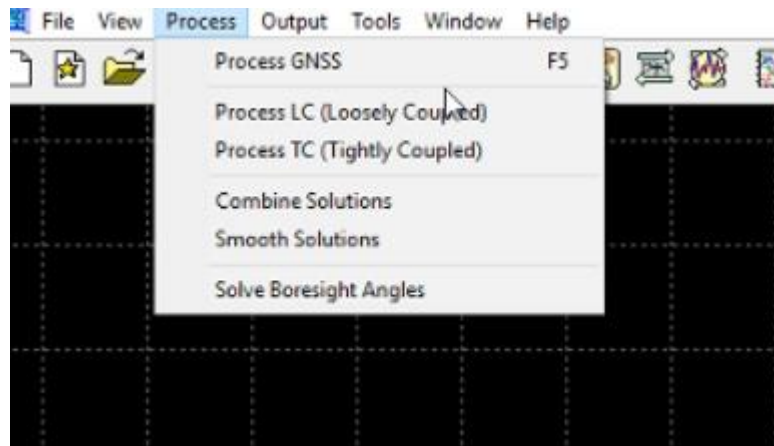 File View Process Output Tools Window Help
Process GNSS F5
Process LC (Loosely Coupled)
Process TC (Tightly Coupled)
Combine Solutions
Smooth Solutions
Solve Boresight Angles